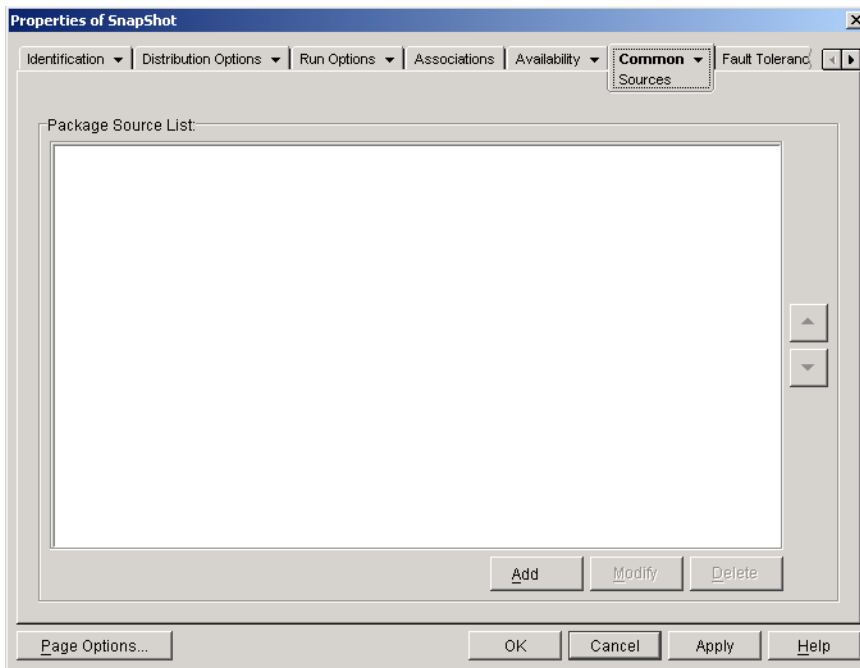 Properties of SnapShot
Identification Distribution Options Run Options Associations Availability Common Fault Toleranc
Sources
Package Source List:
Add Modify Delete
Page Options... OK Cancel Apply Help